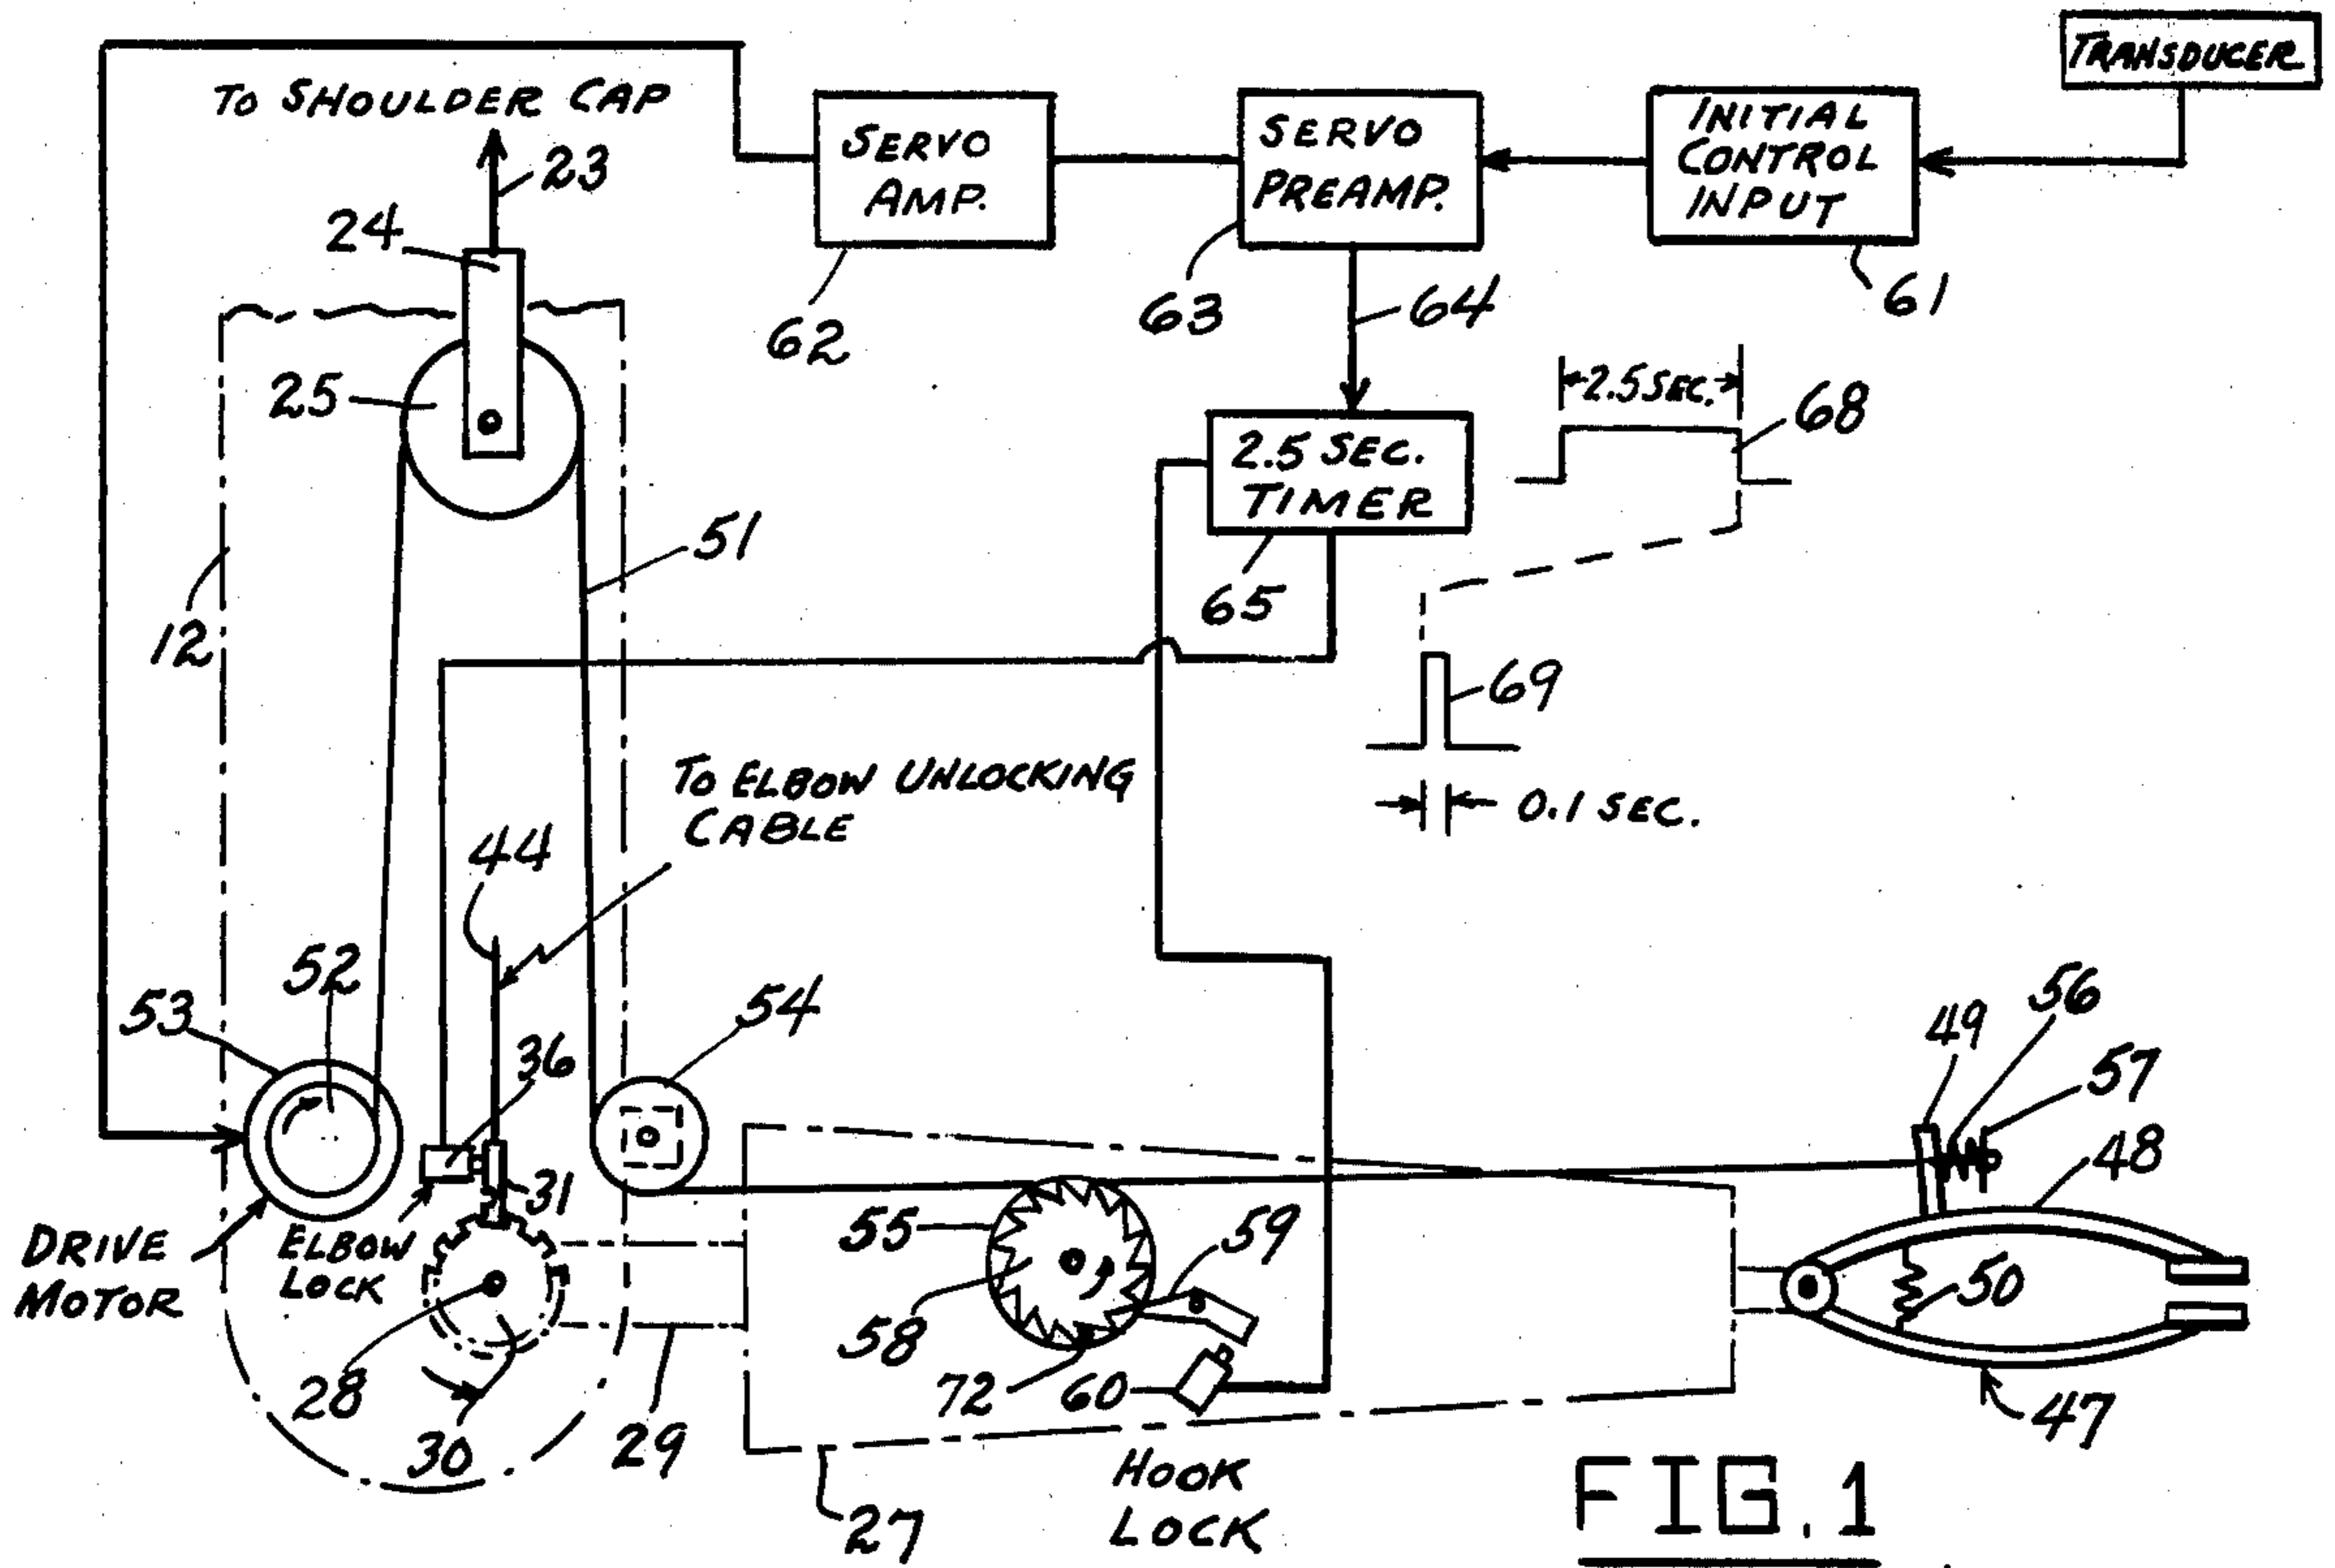 TRANSDUCER
TO SHOULDER CAP
SERVO
AMP.
SERVO
PREAMP.
INITIAL
CONTROL
INPUT
23
24
62
63
64
61
25
2.5 SEC.
68
2.5 SEC.
TIMER
51
65
12
69
TO ELBOW UNLOCKING
CABLE
0.1 SEC.
44
52
53
54
36
49
56
57
48
31
55
59
DRIVE
MOTOR
ELBOW
LOCK
50
58
28
72
60
30
29
47
27
HOOK
LOCK
FIG. 1